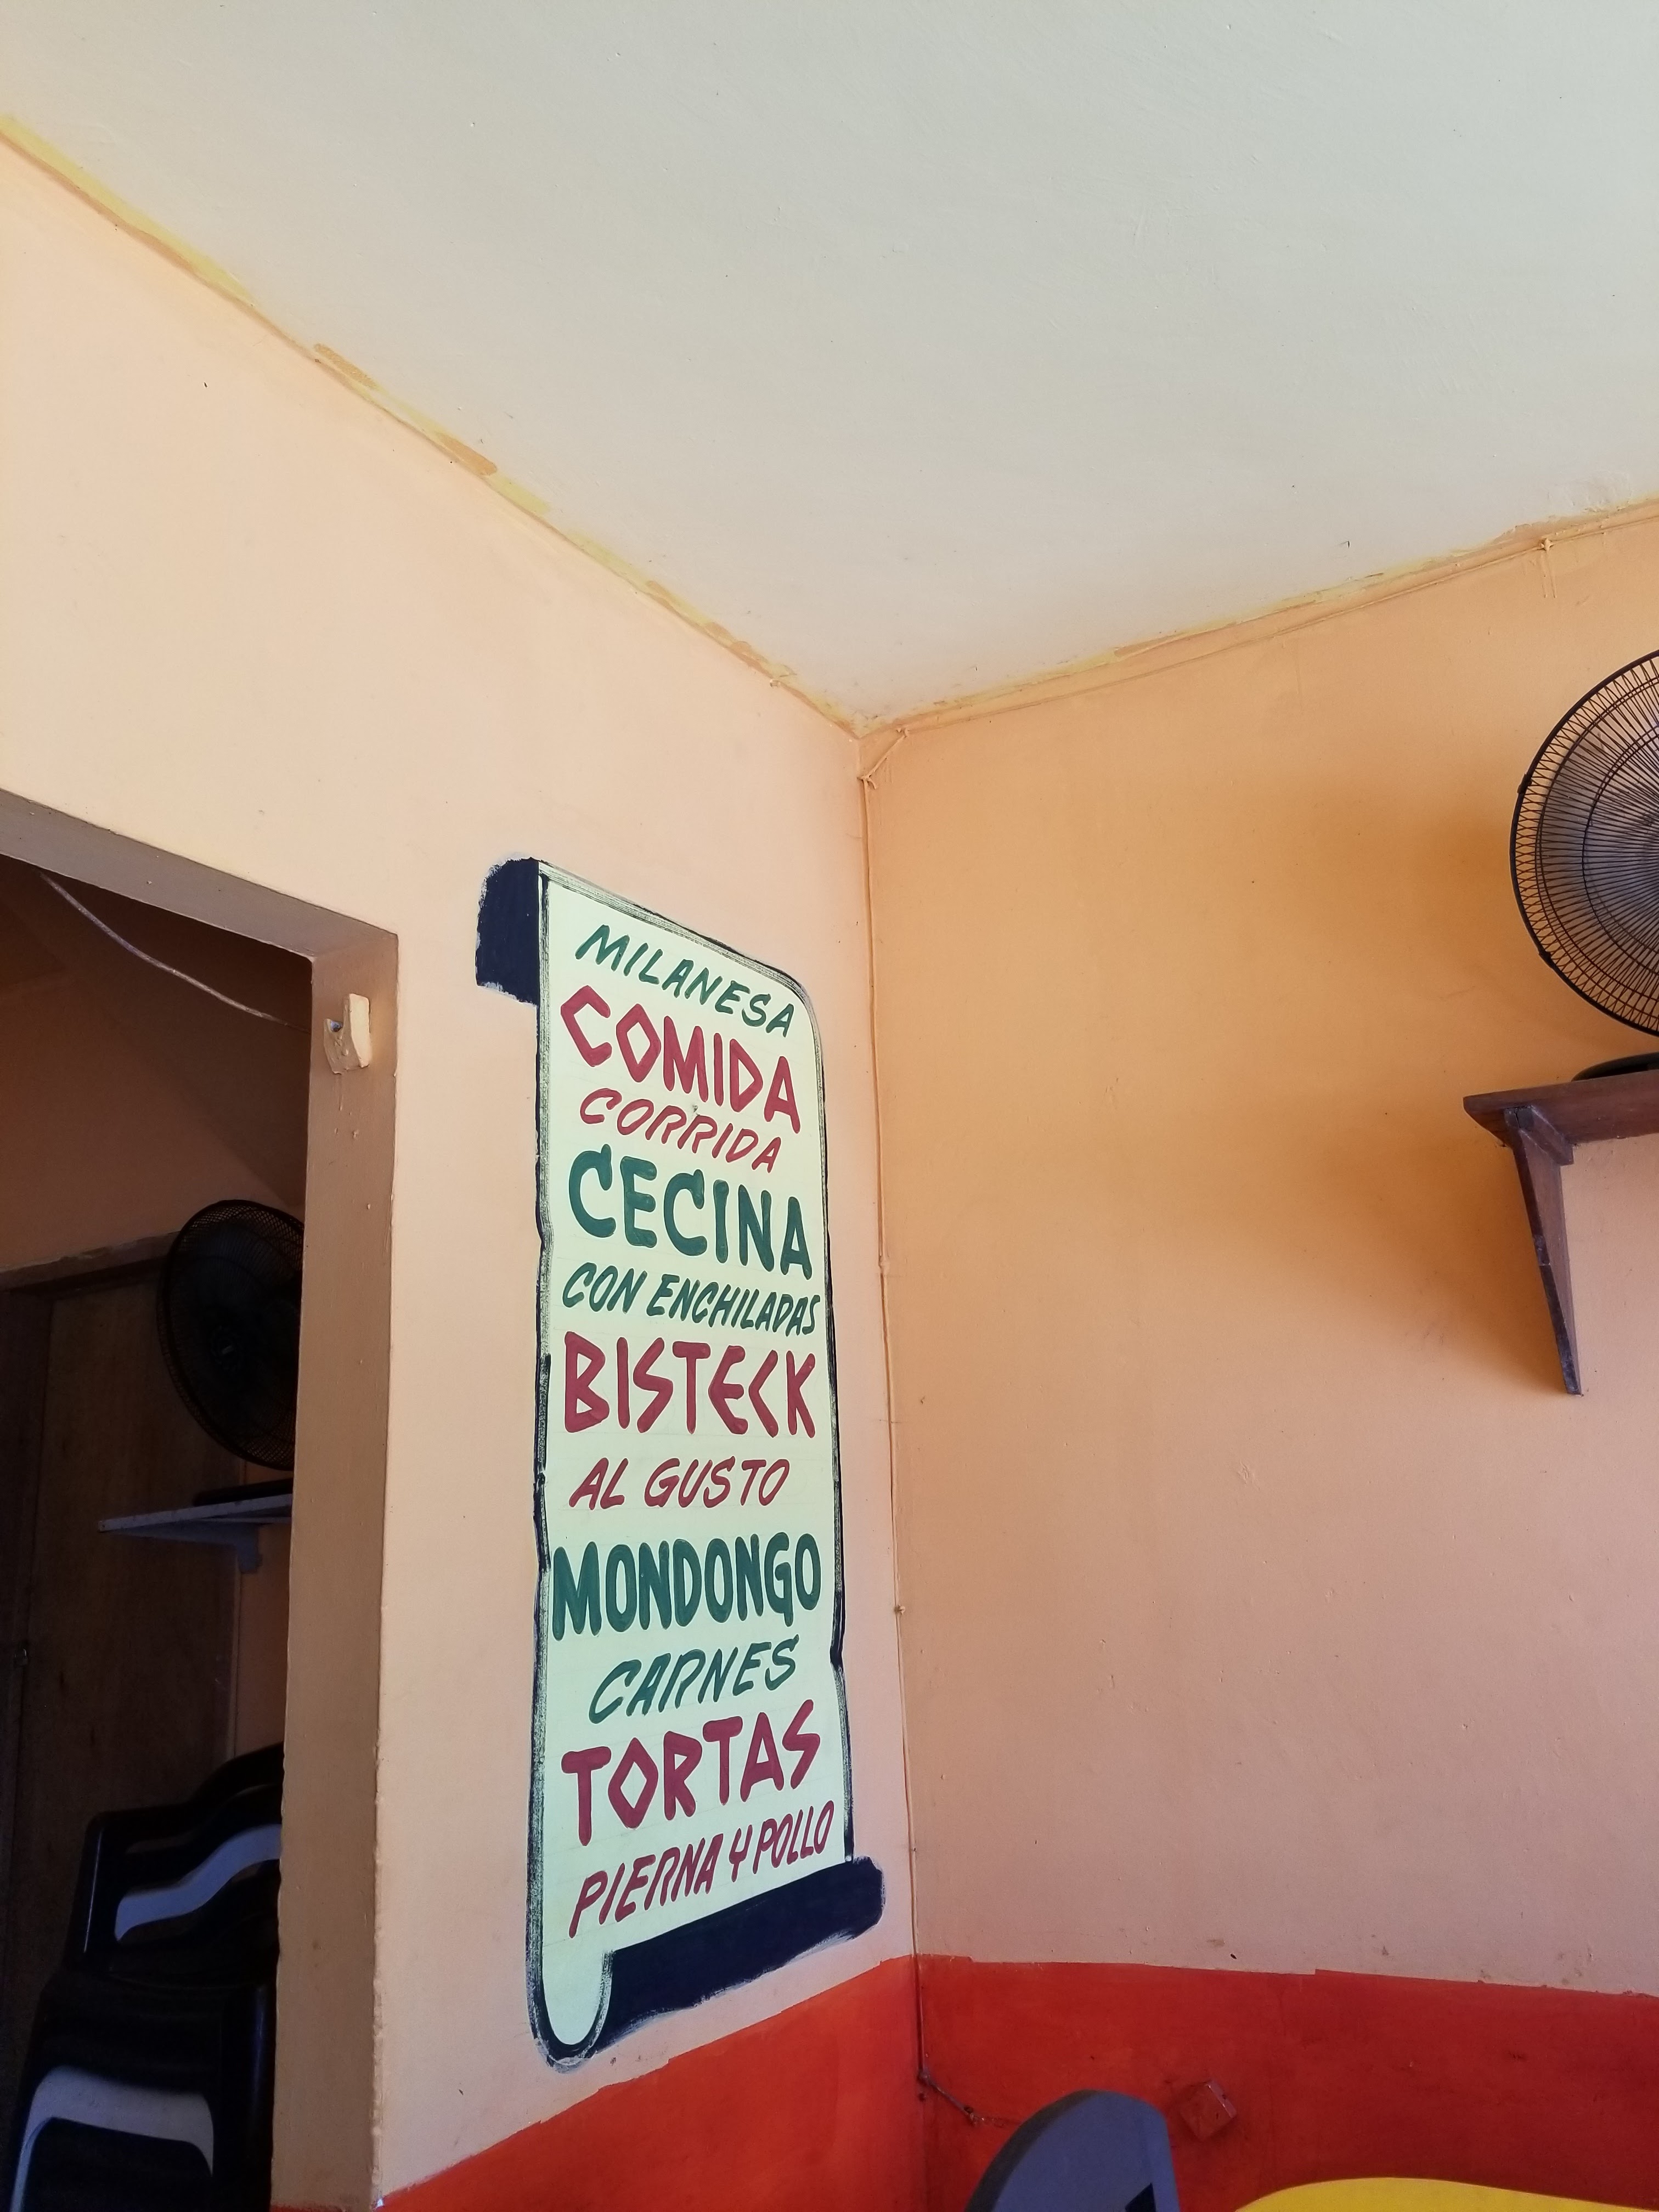 MILANESA
COMIDA
CORRIDA
CECINA
CON ENCHILADAS
BISTECK
AL GUSTO
MONDONGO
CARNES
TORTAS
PIERNA Y POLLO